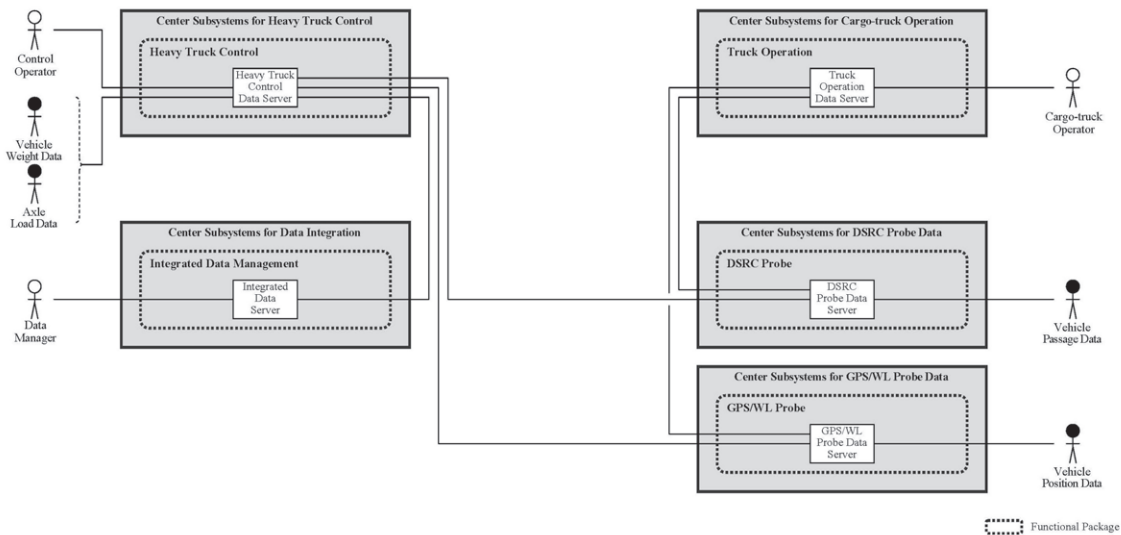 Center Subsystems for Heavy Truck Control
Heavy Truck Control
Heavy Truck
Control
Data Server
Control
Operator
Vehicle
Weight Data
Axle
Load Data
Center Subsystems for Data Integration
Integrated Data Management
Integrated
Data
Server
Data
Manager
Center Subsystems for Cargo-truck Operation
Truck Operation
Truck
Operation
Data Server
Cargo-truck
Operator
Center Subsystems for DSRC Probe Data
DSRC Probe
DSRC
Probe Data
Server
Vehicle
Passage Data
Center Subsystems for GPS/WL Probe Data
GPS/WL Probe
GPS/WL
Probe Data
Server
Vehicle
Position Data
Functional Package